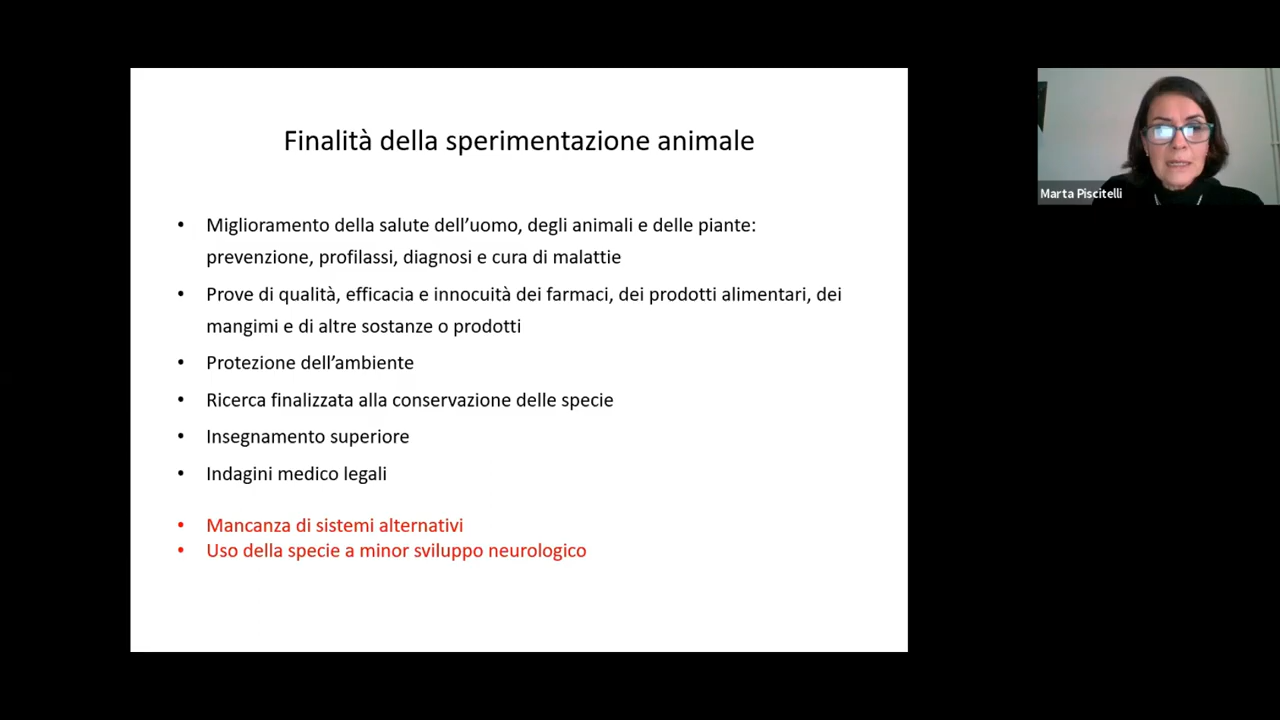 Finalità della sperimentazione animale
• Miglioramento della salute dell’uomo, degli animali e delle piante:
prevenzione, profilassi, diagnosi e cura di malattie
• Prove di qualità, efficacia e innocuità dei farmaci, dei prodotti alimentari, dei
mangimi e di altre sostanze o prodotti
• Protezione dell’ambiente
• Ricerca finalizzata alla conservazione delle specie
• Insegnamento superiore
• Indagini medico legali
• Mancanza di sistemi alternativi
• Uso della specie a minor sviluppo neurologico
Marta Piscitelli